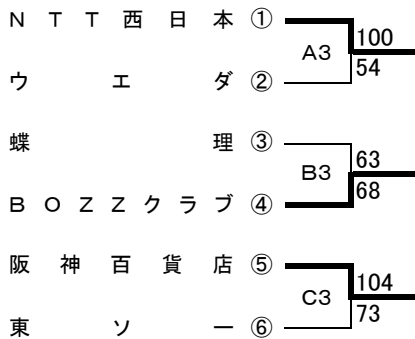 NTT西日本 ①
A3
100
54
ウエダ ②
蝶理 ③
B3
63
68
BOZZクラブ ④
阪神百貨店 ⑤
C3
104
73
東ソー ⑥